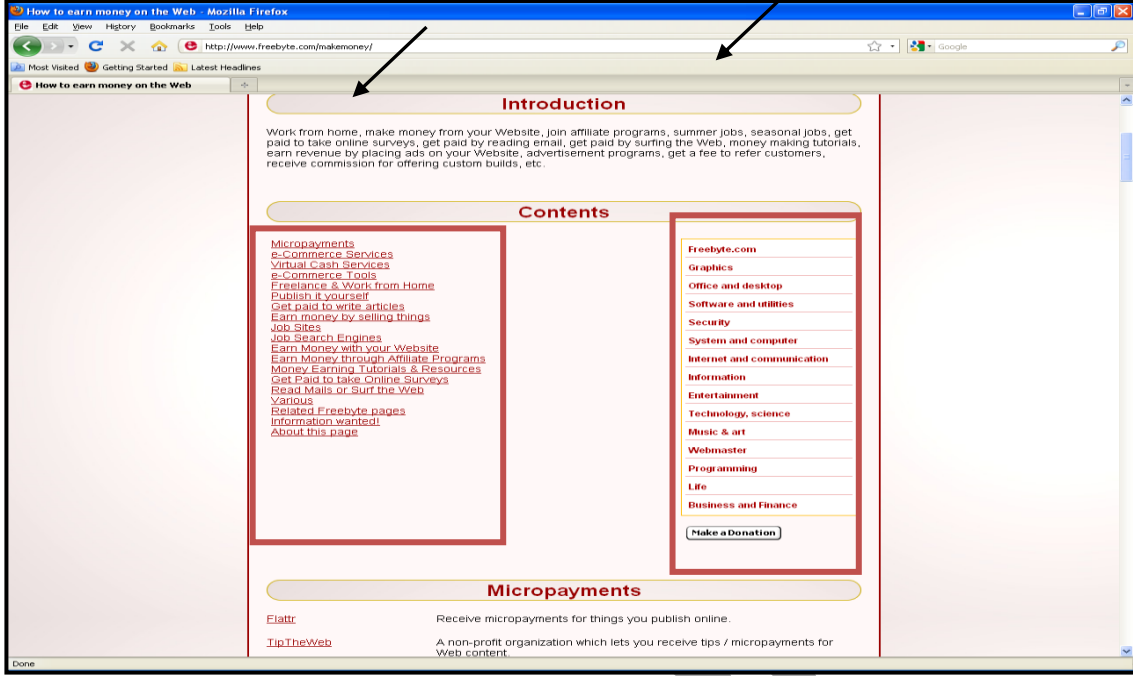 How to earn money on the Web - Mozilla Firefox
File Edit View History Bookmarks Tools Help
http://www.freebyte.com/makemoney/
Google
Most Visited Getting Started Latest Headlines
How to earn money on the Web
Introduction
Work from home, make money from your Website, join affiliate programs, summer jobs, seasonal jobs, get
paid to take online surveys, get paid by reading email, get paid by surfing the Web, money making tutorials,
earn revenue by placing ads on your Website, advertisement programs, get a fee to refer customers,
receive commission for offering custom builds, etc.
Contents
Micropayments
e-Commerce Services
Virtual Cash Services
e-Commerce Tools
Freelance & Work from Home
Publish it yourself
Get paid to write articles
Earn money by selling things
Job Sites
Job Search Engines
Earn Money with your Website
Earn Money through Affiliate Programs
Money Earning Tutorials & Resources
Get Paid to take Online Surveys
Read Mails or Surf the Web
Various
Related Freebyte pages
Information wanted!
About this page
Freebyte.com
Graphics
Office and desktop
Software and utilities
Security
System and computer
Internet and communication
Information
Entertainment
Technology, science
Music & art
Webmaster
Programming
Life
Business and Finance
Make a Donation
Micropayments
Flattr Receive micropayments for things you publish online.
TipTheWeb A non-profit organization which lets you receive tips / micropayments for
Web content.
Done